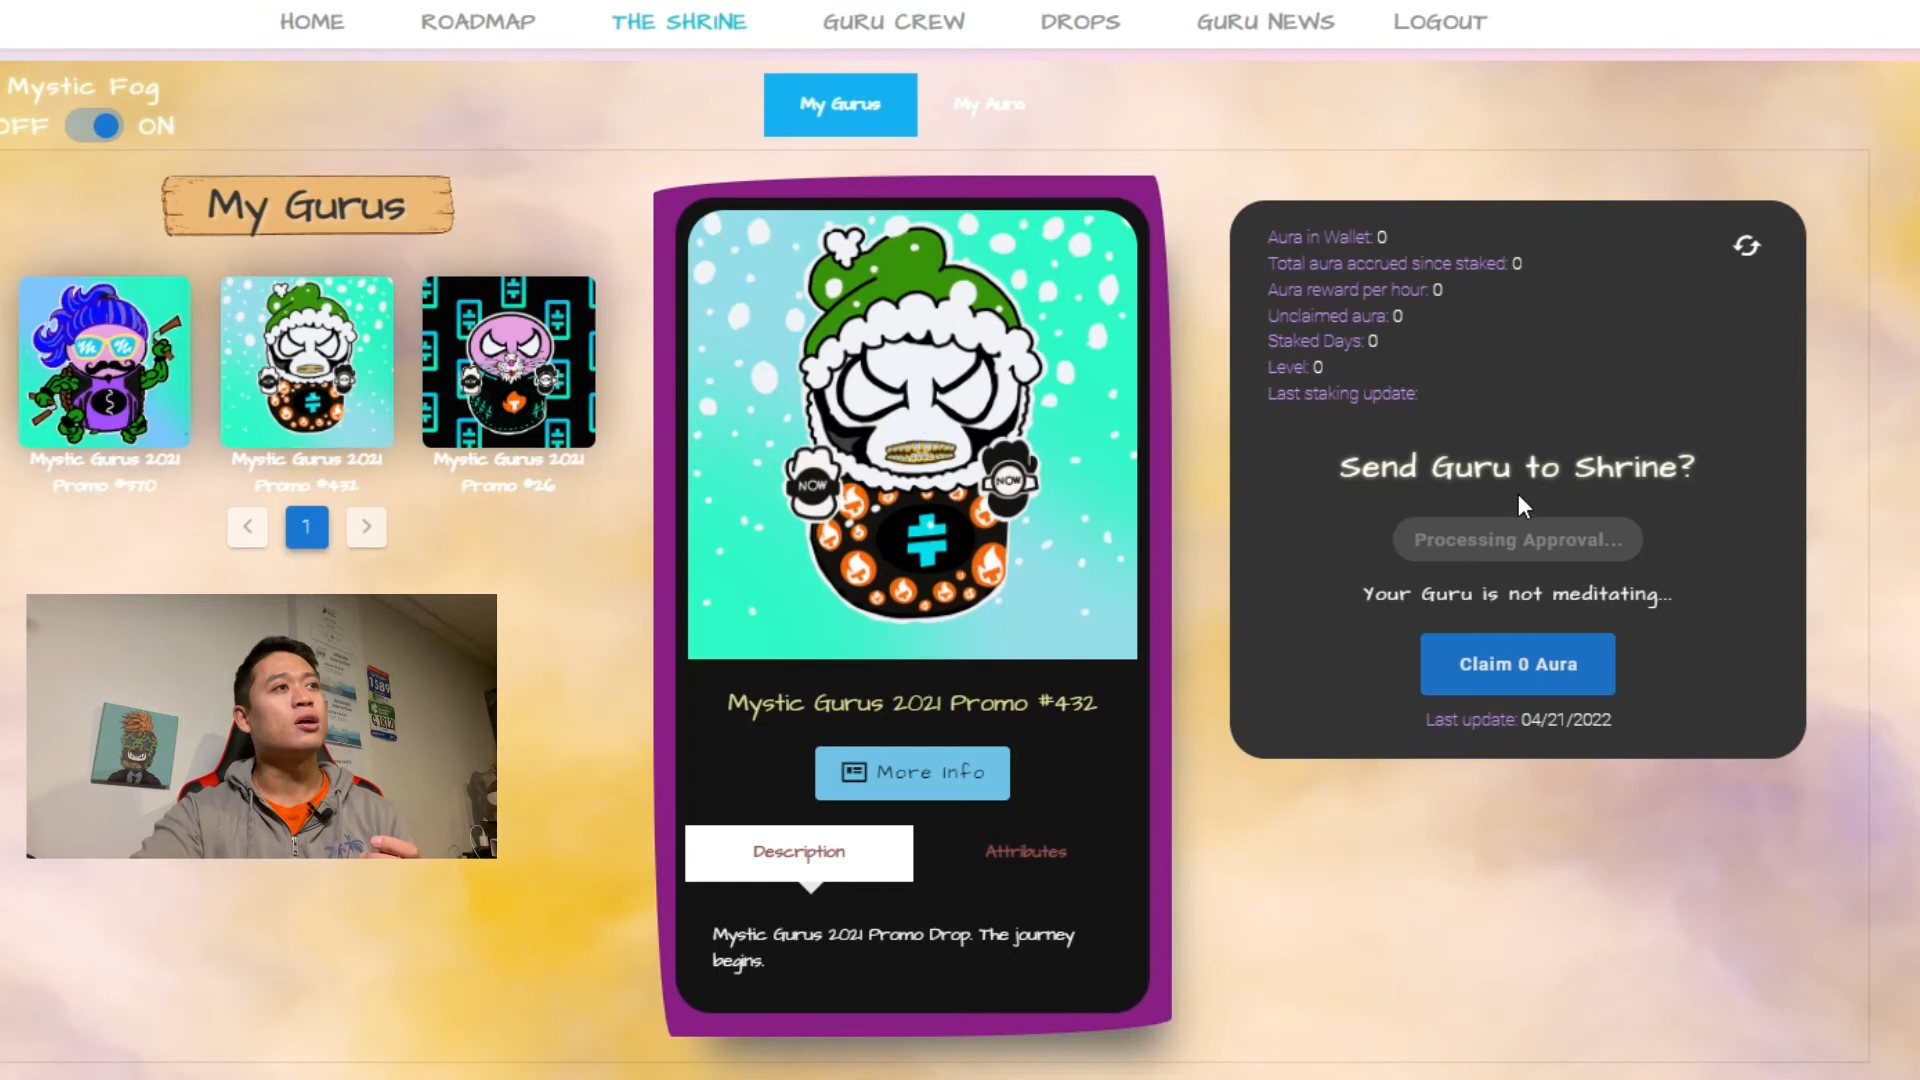 HOME ROADMAP THE SHRINE GURU CREW DROPS GURU NEWS LOGOUT
Mystic Fog
OFF ON
My Gurus My Aura
My Gurus
Mystic Gurus 2021 Promo #370
Mystic Gurus 2021 Promo #432
Mystic Gurus 2021 Promo #26
1
1589
NOW
NOW
Mystic Gurus 2021 Promo #432
More Info
Description Attributes
Mystic Gurus 2021 Promo Drop. The journey
begins.
Aura in Wallet: 0
Total aura accrued since staked: 0
Aura reward per hour: 0
Unclaimed aura: 0
Staked Days: 0
Level: 0
Last staking update:
Send Guru to Shrine?
Processing Approval...
Your Guru is not meditating...
Claim 0 Aura
Last update: 04/21/2022